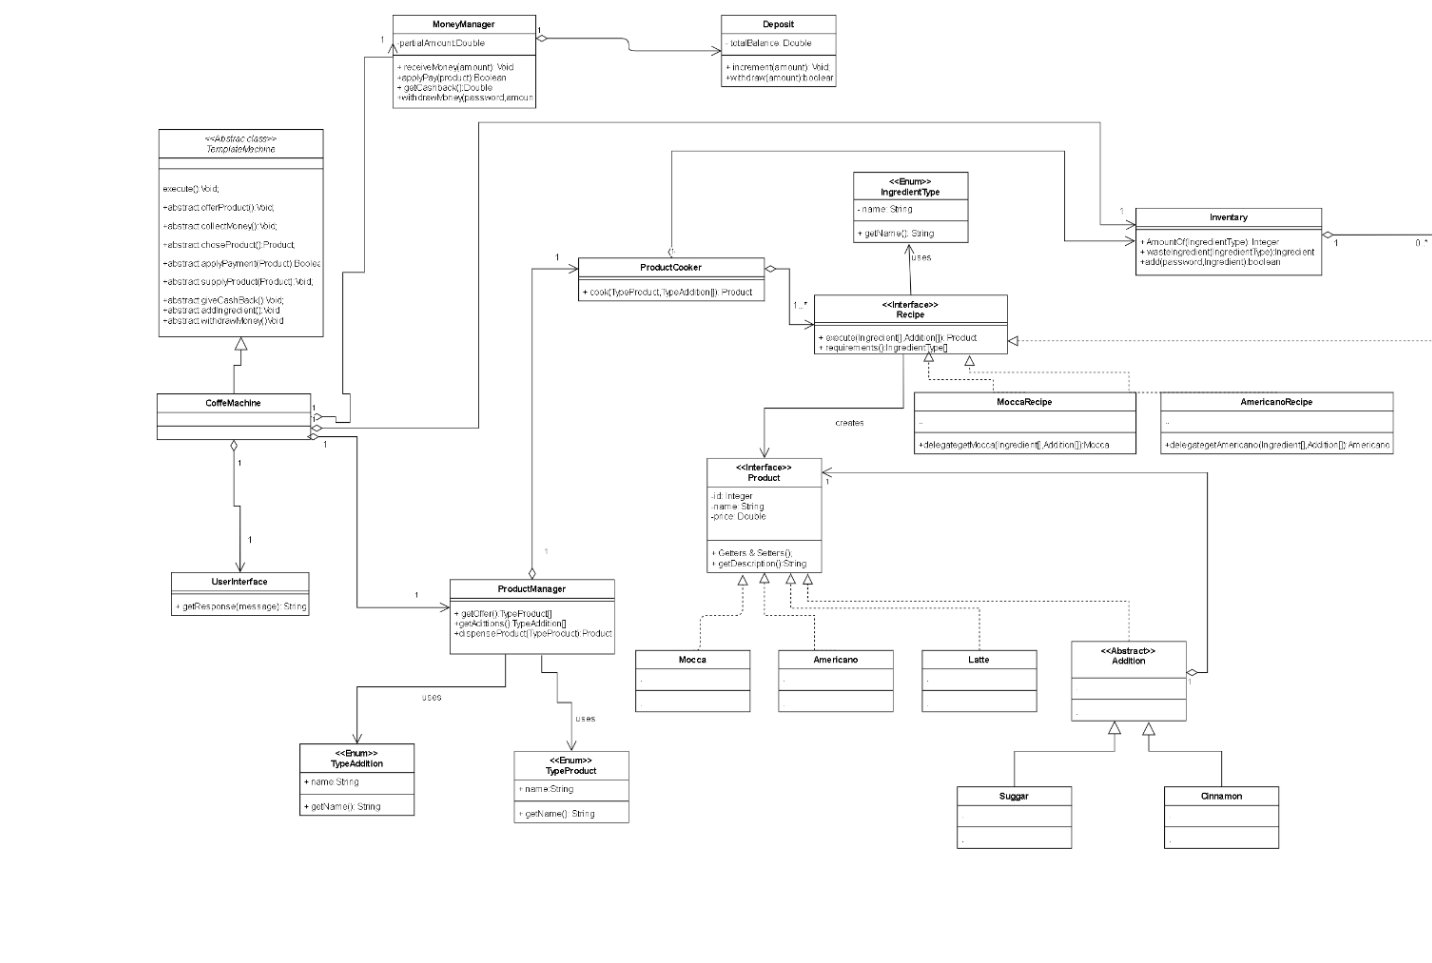 MoneyManager
-partialAmount:Double
+ receiveMoney(amount): Void
+applyPay(product):Boolean
+ getCashback():Double
+withdrawMoney(password,amoun
1
1
Deposit
- totalBalance: Double
+ increment(amount): Void;
+withdraw(amount):boolear
<<Abstrac class>>
TemplateMachine
execute():Void;
+abstract offerProduct():Void;
+abstract collectMoney():Void;
+abstract choseProduct():Product;
+abstract applyPayment(Product):Boolea
+abstract supplyProduct(Product):Void;
+abstract giveCashBack():Void;
+abstract addIngredient():Void
+abstract withdrawMoney():Void
<<Enum>>
IngredientType
- name: String
+ getName(): String
uses
1
Inventory
+ AmountOf(IngredientType): Integer
+ wasteIngredient(IngredientType):Ingredient
+add(password,Ingredient):boolean
1
0..*
1
ProductCooker
+ cook(TypeProduct,TypeAddition[]): Product
1
1..*
<<Interface>>
Recipe
+ execute(Ingredient[],Addition[]): Product
+ requirements():IngredientType[]
CoffeMachine
1
1
1
1
1
MoccaRecipe
..
+delegategetMocca(Ingredient[],Addition[]):Mocca
AmericanoRecipe
..
+delegategetAmericano(Ingredient[],Addition[]):Americano
creates
<<Interface>>
Product
-id: Integer
-name: String
-price: Double
+ Getters & Setters();
+ getDescription():String
1
UserInterface
+ getResponse(message): String
1
1
ProductManager
+ getOffer():TypeProduct[]
+getAditions():TypeAddition[]
+dispenseProduct(TypeProduct):Product
uses
uses
Mocca
Americano
Latte
<<Abstract>>
Addition
1
<<Enum>>
TypeAddition
+ name:String
+ getName(): String
<<Enum>>
TypeProduct
+ name:String
+ getName(): String
Suggar
Cinnamon